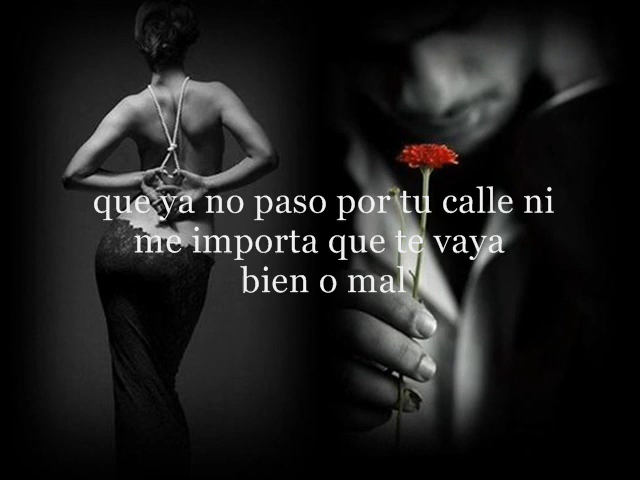 que ya no paso por tu calle ni
me importa que te vaya
bien o mal